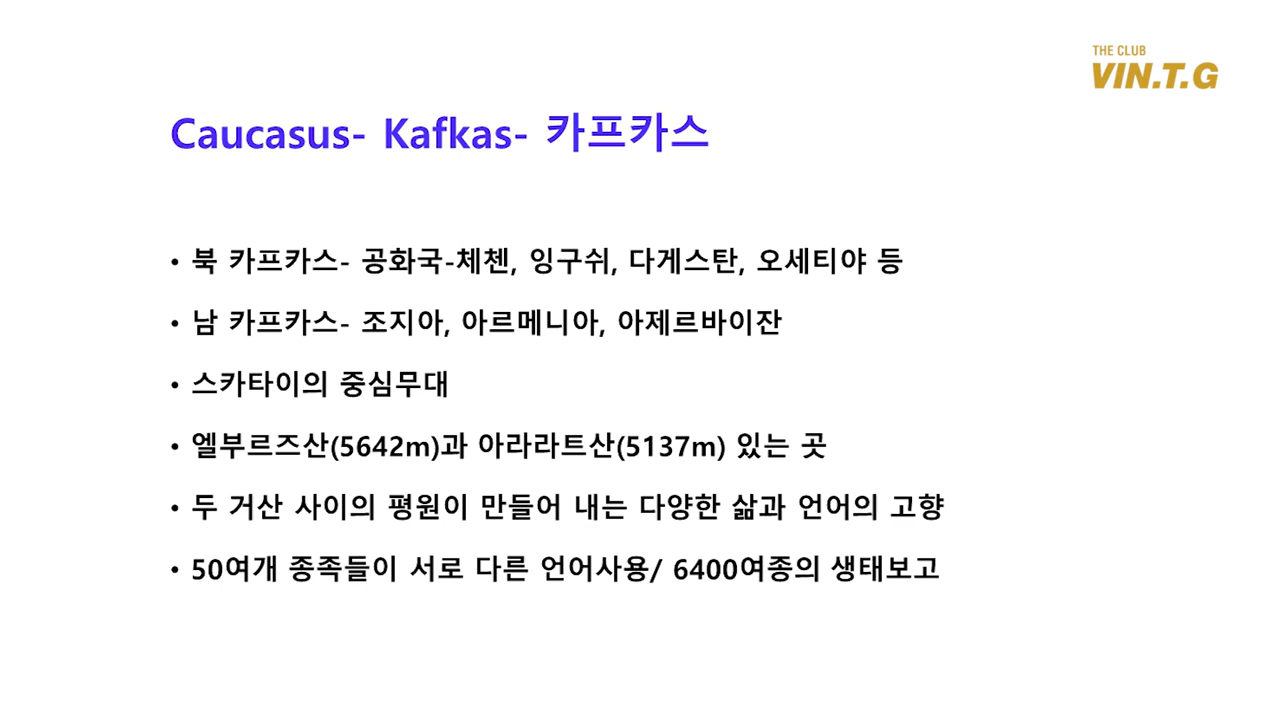 THE CLUB
VIN.T.G
Caucasus- Kafkas- 카프카스
• 북 카프카스- 공화국-체첸, 잉구쉬, 다게스탄, 오세티야 등
• 남 카프카스- 조지아, 아르메니아, 아제르바이잔
• 스카타이의 중심무대
• 엘부르즈산(5642m)과 아라라트산(5137m) 있는 곳
• 두 거산 사이의 평원이 만들어 내는 다양한 삶과 언어의 고향
• 50여개 종족들이 서로 다른 언어사용/ 6400여종의 생태보고